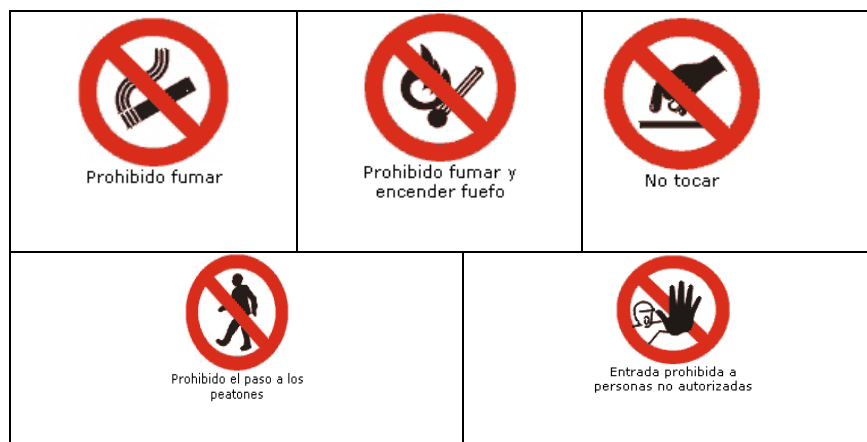 Prohibido fumar
Prohibido fumar y
encender fuefo
No tocar
Prohibido el paso a los
peatones
Entrada prohibida a
personas no autorizadas